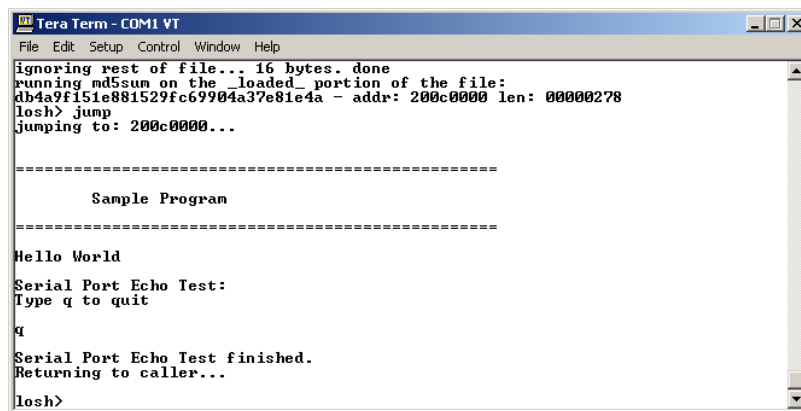 Tera Term - COM1 VT
File Edit Setup Control Window Help
ignoring rest of file... 16 bytes. done
running md5sum on the _loaded_ portion of the file:
db4a9f151e881529fc69904a37e81e4a - addr: 200c0000 len: 00000278
losh> jump
jumping to: 200c0000...
==================================================
Sample Program
==================================================
Hello World
Serial Port Echo Test:
Type q to quit
q
Serial Port Echo Test finished.
Returning to caller...
losh>